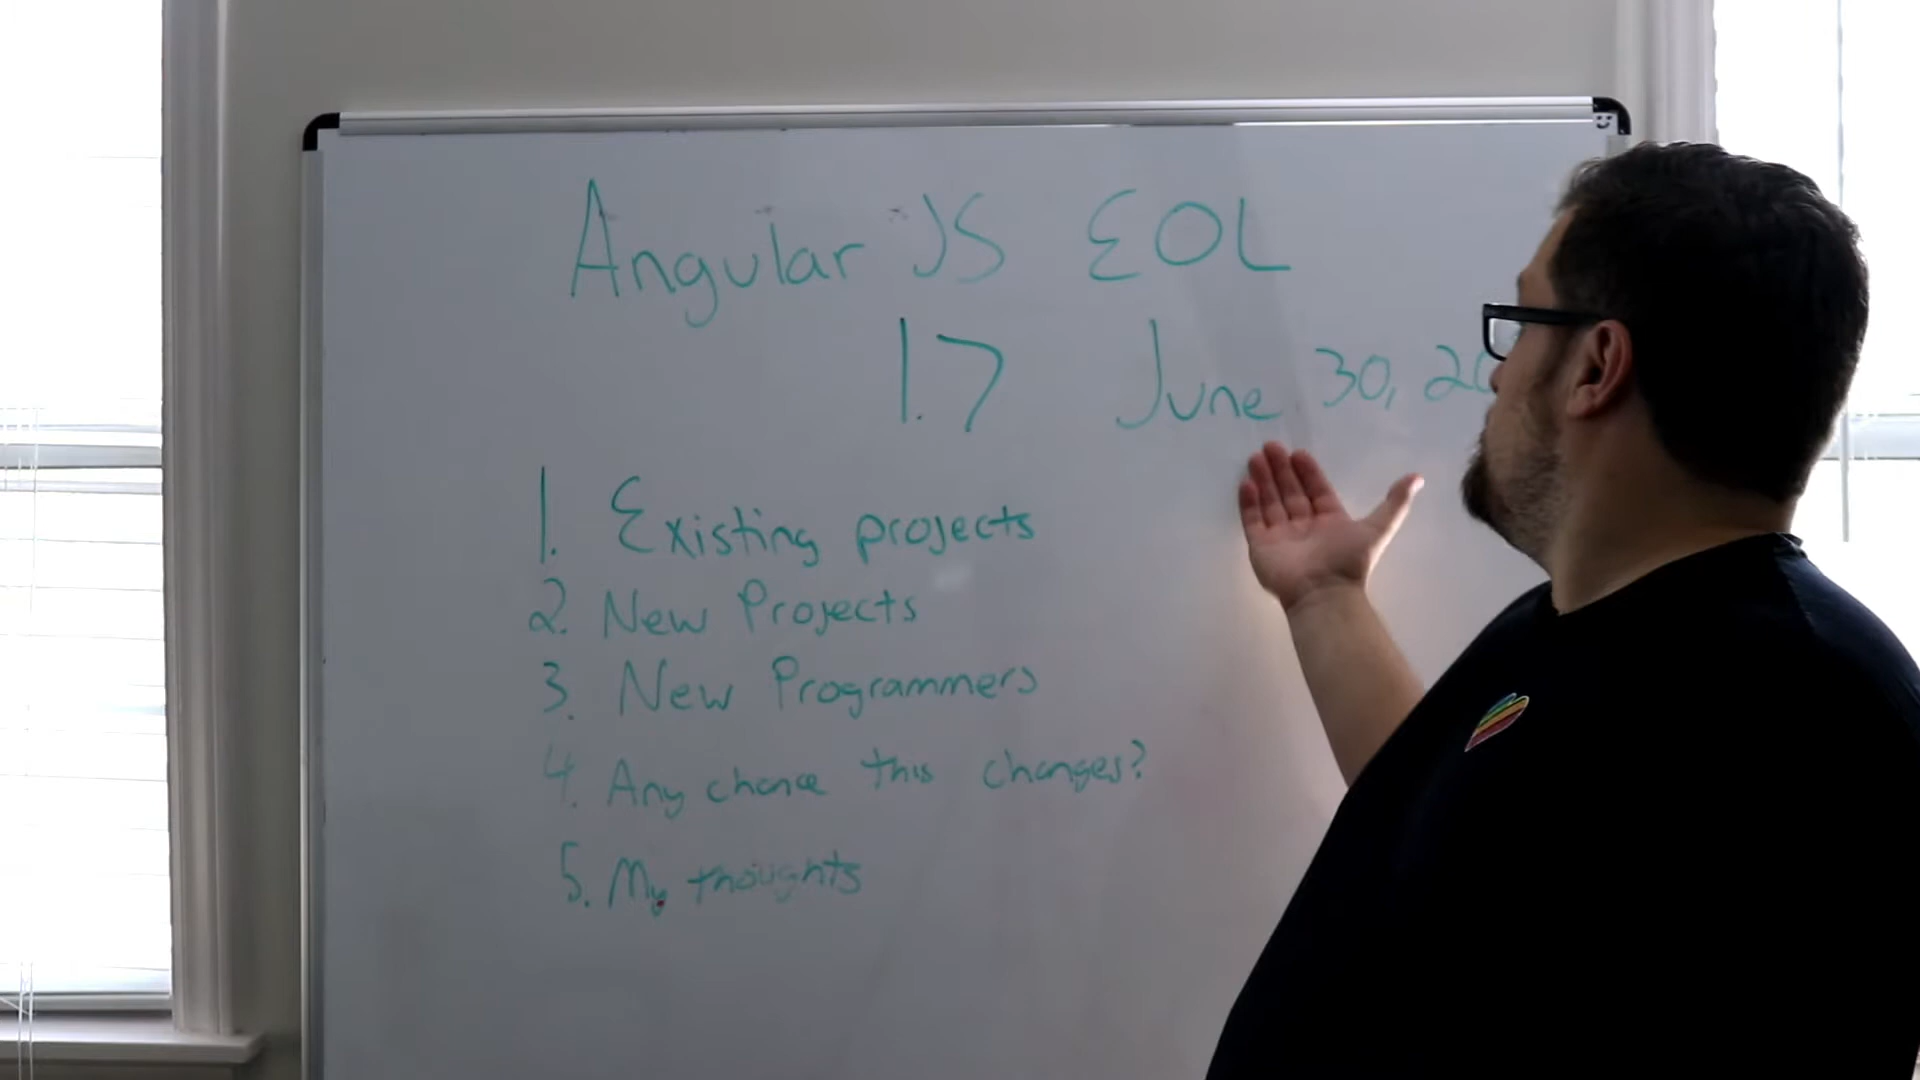 Angular JS EOL
1.7 June 30, 20
1. Existing projects
2. New Projects
3. New Programmers
4. Any chance this changes?
5. My thoughts